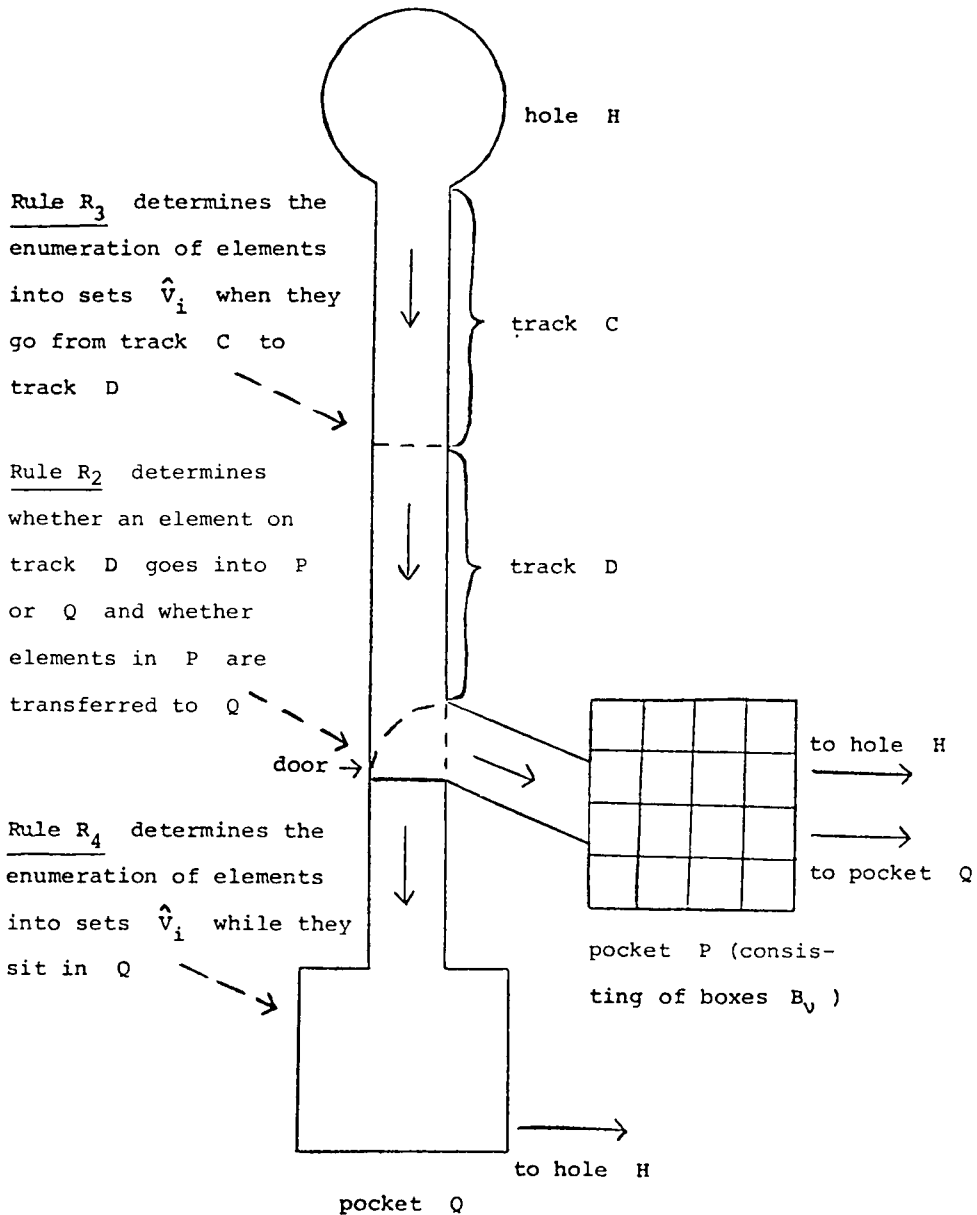 hole H
Rule R₃ determines the
enumeration of elements
into sets V̂ᵢ when they
go from track C to
track D
track C
Rule R₂ determines
whether an element on
track D goes into P
or Q and whether
elements in P are
transferred to Q
track D
door →
to hole H
to pocket Q
pocket P (consis-
ting of boxes Bᵥ )
Rule R₄ determines the
enumeration of elements
into sets V̂ᵢ while they
sit in Q
to hole H
pocket Q